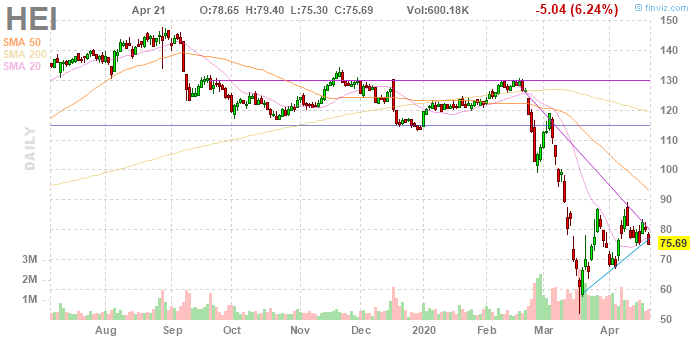 HEI
Apr 21 O:78.65 H:79.40 L:75.30 C:75.69 Vol:600.18K -5.04 (6.24%)
© finviz.com
SMA 50
SMA 200
SMA 20
DAILY
150
140
130
120
110
100
90
80
75.69
70
60
50
3M
2M
1M
Aug Sep Oct Nov Dec 2020 Feb Mar Apr